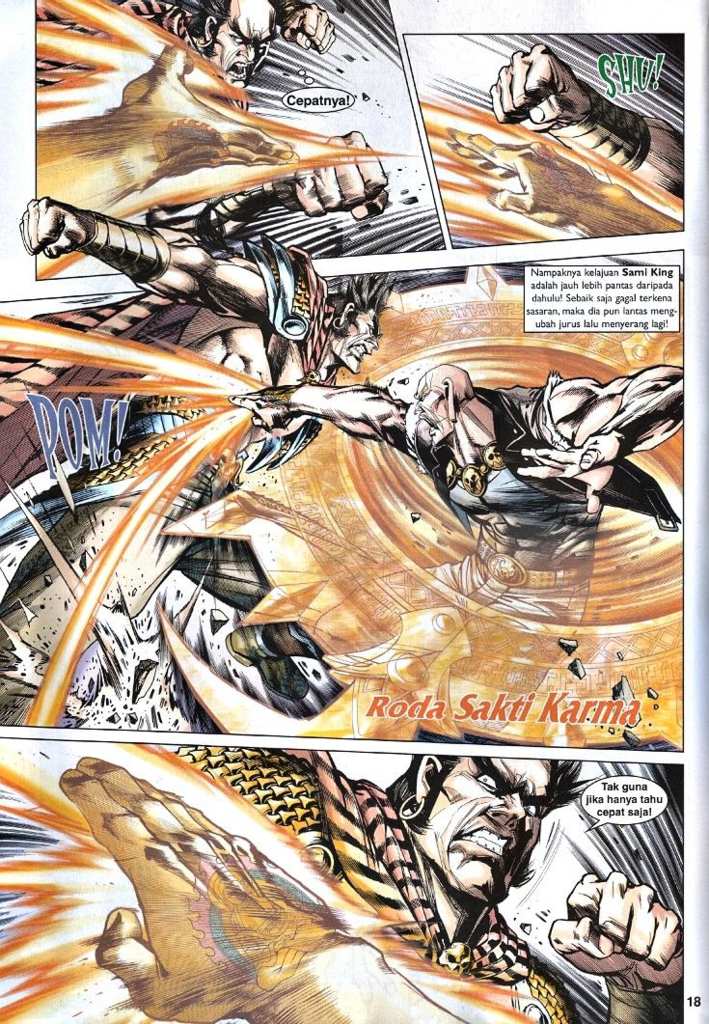 Cepatnya!
SHU!
Nampaknya kelajuan Sami King
adalah jauh lebih pantas daripada
dahulu! Sebaik saja gagal terkena
sasaran, maka dia pun lantas meng-
ubah jurus lalu menyerang lagi!
POM!
Roda Sakti Karma
Tak guna
jika hanya tahu
cepat saja!
18